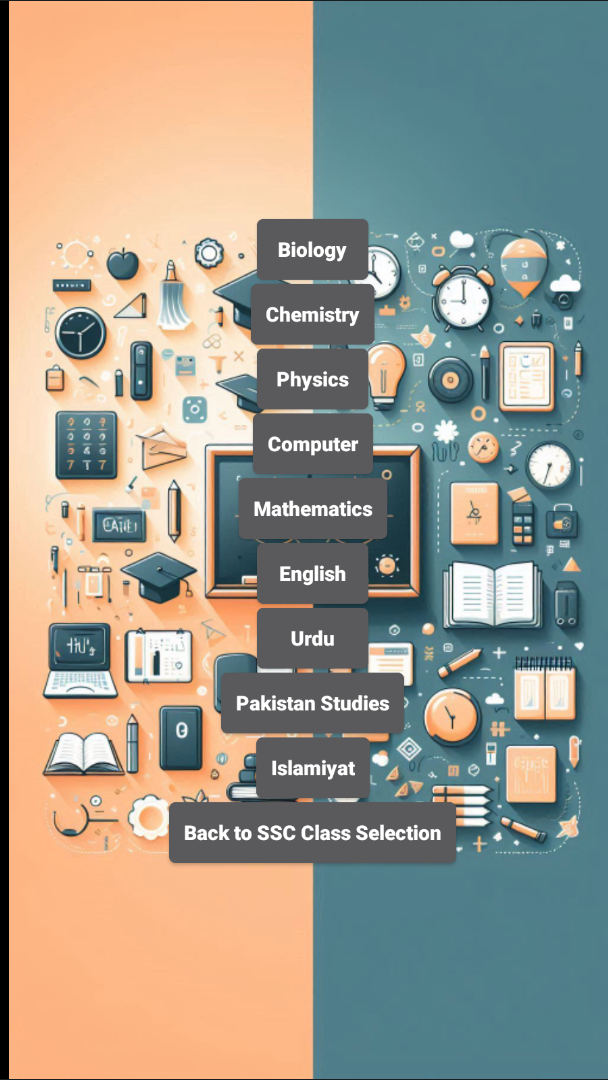 Biology
Chemistry
Physics
Computer
Mathematics
English
Urdu
Pakistan Studies
Islamiyat
Back to SSC Class Selection